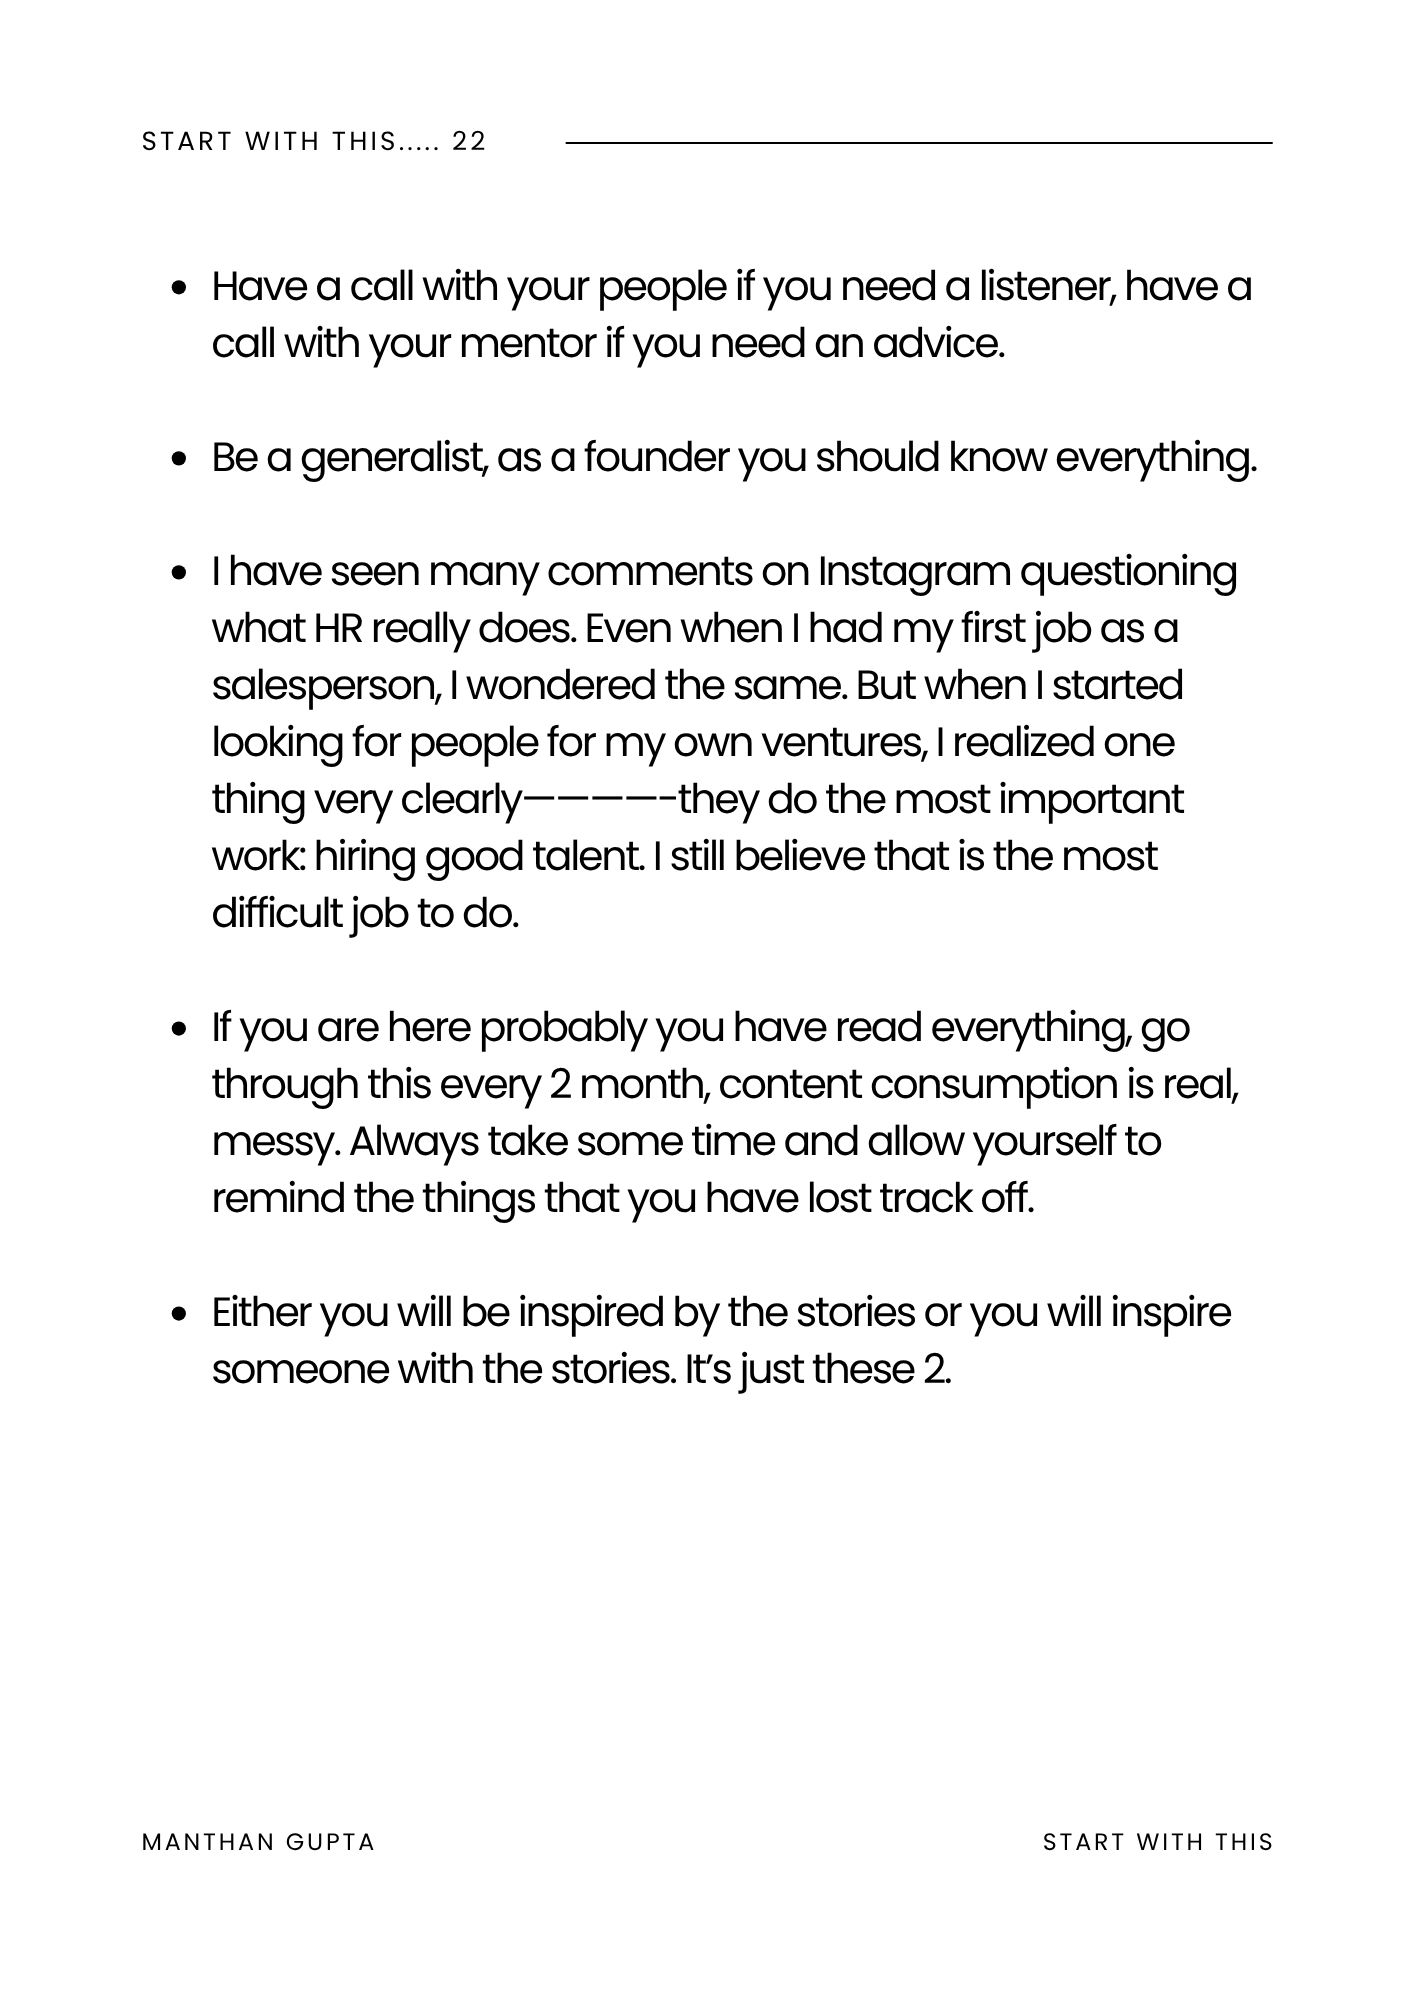 START WITH THIS..... 22
• Have a call with your people if you need a listener, have a
call with your mentor if you need an advice.
• Be a generalist, as a founder you should know everything.
• I have seen many comments on Instagram questioning
what HR really does. Even when I had my first job as a
salesperson, I wondered the same. But when I started
looking for people for my own ventures, I realized one
thing very clearly————-they do the most important
work: hiring good talent. I still believe that is the most
difficult job to do.
• If you are here probably you have read everything, go
through this every 2 month, content consumption is real,
messy. Always take some time and allow yourself to
remind the things that you have lost track off.
• Either you will be inspired by the stories or you will inspire
someone with the stories. It’s just these 2.
MANTHAN GUPTA
START WITH THIS